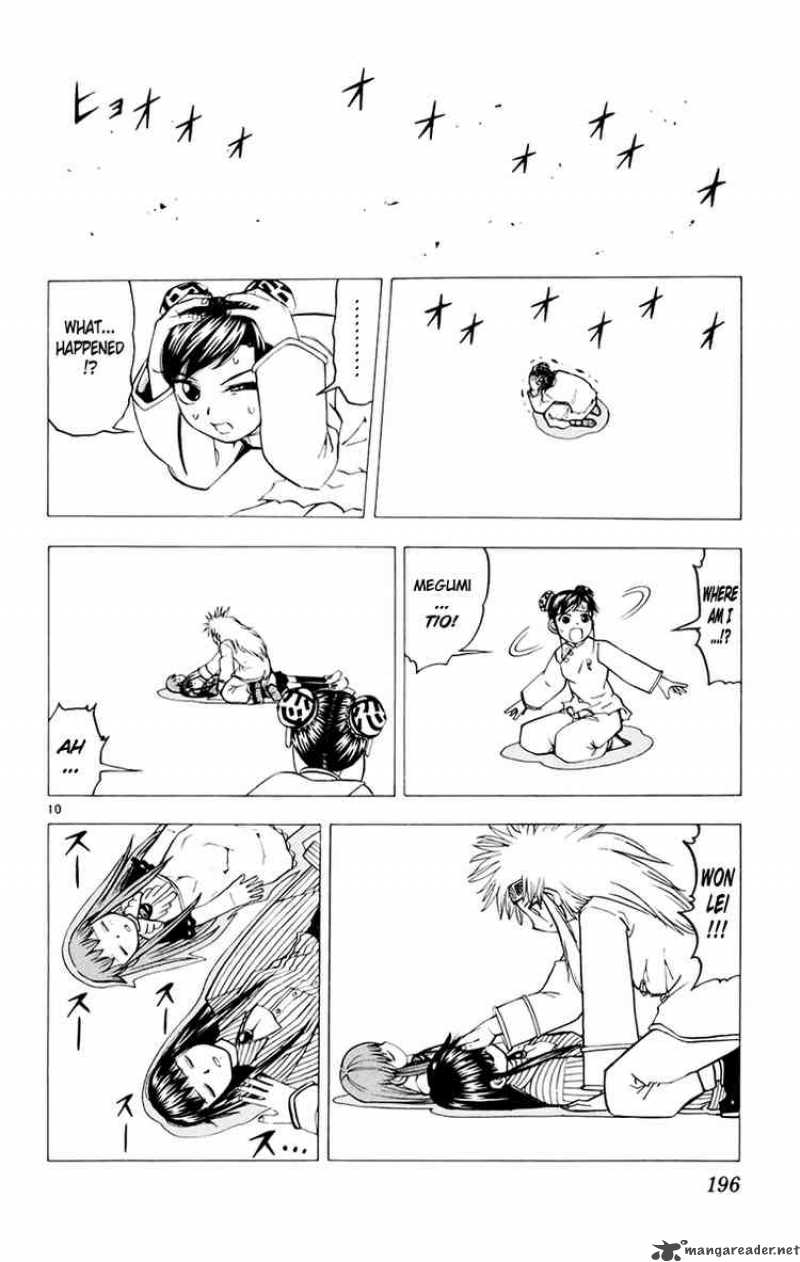 ヒョオオオ オ オ オ オ オ オ
オ オ オ オ オ オ
......
WHAT...
HAPPENED
!?
WHERE
AM I
...!?
MEGUMI
...
TIO!
AH
...
10
WON
LEI
!!!
スー
スー
スー
ス...
196
mangareader.net